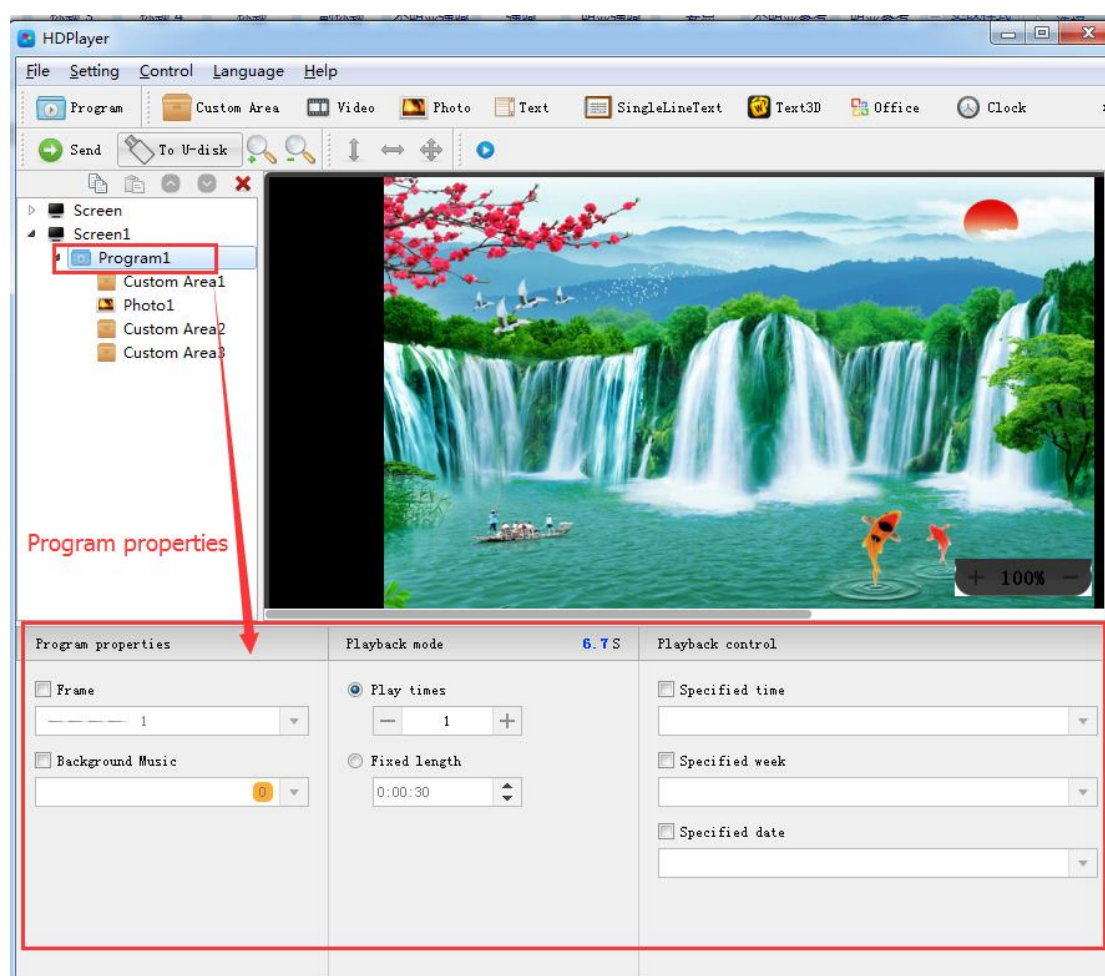 HDPlayer
File Setting Control Language Help
Program Custom Area Video Photo Text SingleLineText Text3D Office Clock
Send To U-disk
Screen
Screen1
Program1
Custom Area1
Photo1
Custom Area2
Custom Area3
Program properties
+ 100% −
Program properties Playback mode 6.7S Playback control
Frame Play times Specified time
1 − 1 +
Background Music Fixed length Specified week
0 0:00:30
Specified date